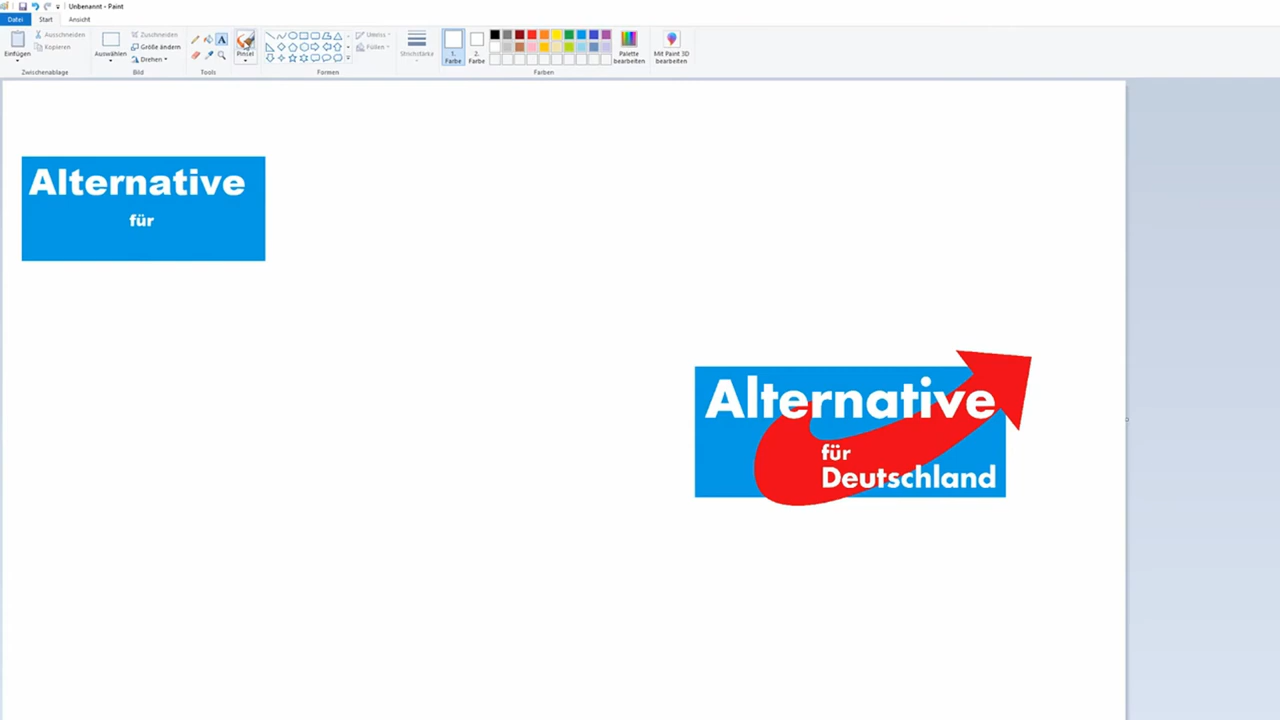 Unbenannt - Paint
Datei
Start
Ansicht
Einfügen
Ausschneiden
Kopieren
Zwischenablage
Auswählen
Zuschneiden
Größe ändern
Drehen
Bild
A
Tools
Pinsel
Formen
Umriss
Füllen
Strichstärke
1.
Farbe
2.
Farbe
Palette
bearbeiten
Mit Paint 3D
bearbeiten
Farben
Alternative
für
Alternative
für
Deutschland